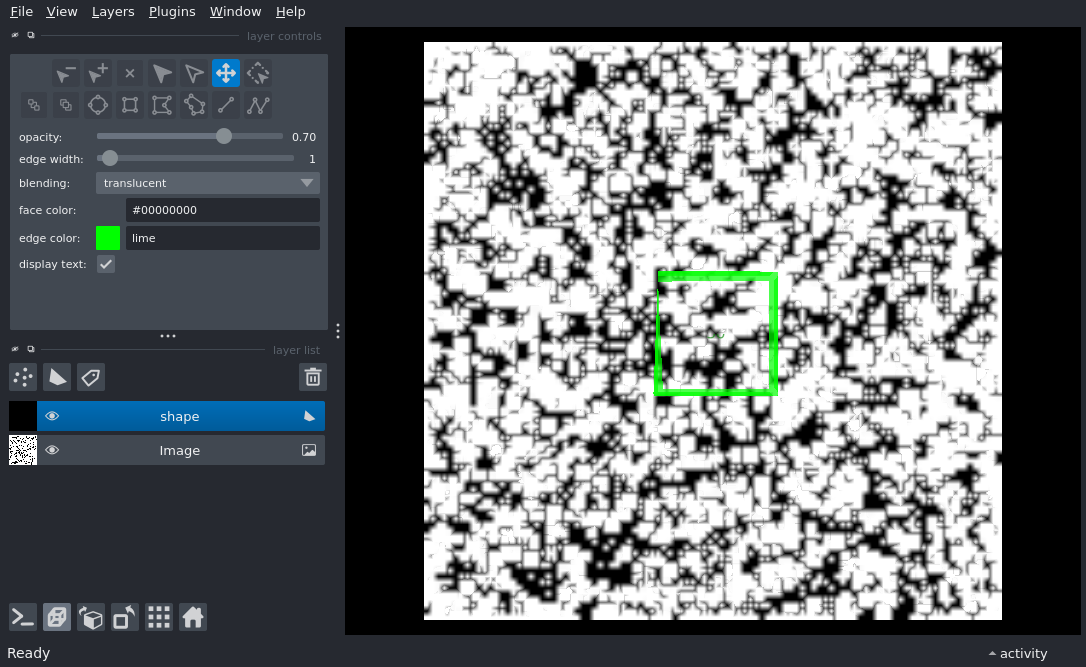 File View Layers Plugins Window Help
layer controls
opacity: 0.70
edge width: 1
blending: translucent
face color: #00000000
edge color: lime
display text:
layer list
shape
Image
Ready
activity